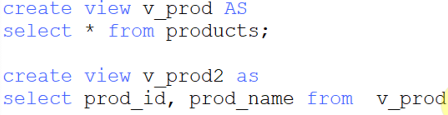 create view v_prod AS
select * from products;
create view v_prod2 as
select prod_id, prod_name from  v_prod